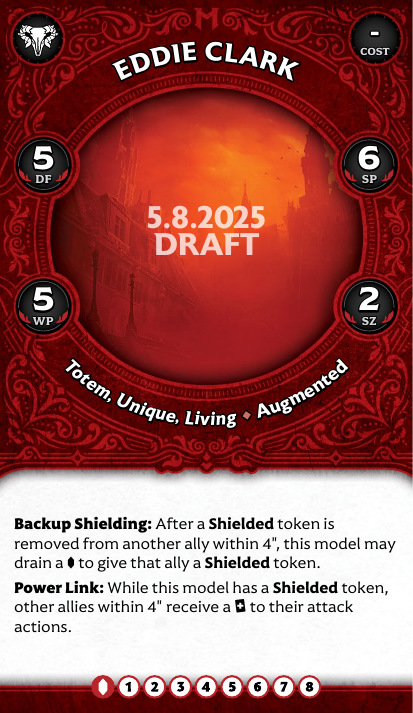 EDDIE CLARK
-
COST
5
DF
6
SP
5.8.2025
DRAFT
5
WP
2
SZ
Totem, Unique, Living ◆ Augmented
Backup Shielding: After a Shielded token is
removed from another ally within 4", this model may
drain a to give that ally a Shielded token.
Power Link: While this model has a Shielded token,
other allies within 4" receive a + to their attack
actions.
1 2 3 4 5 6 7 8